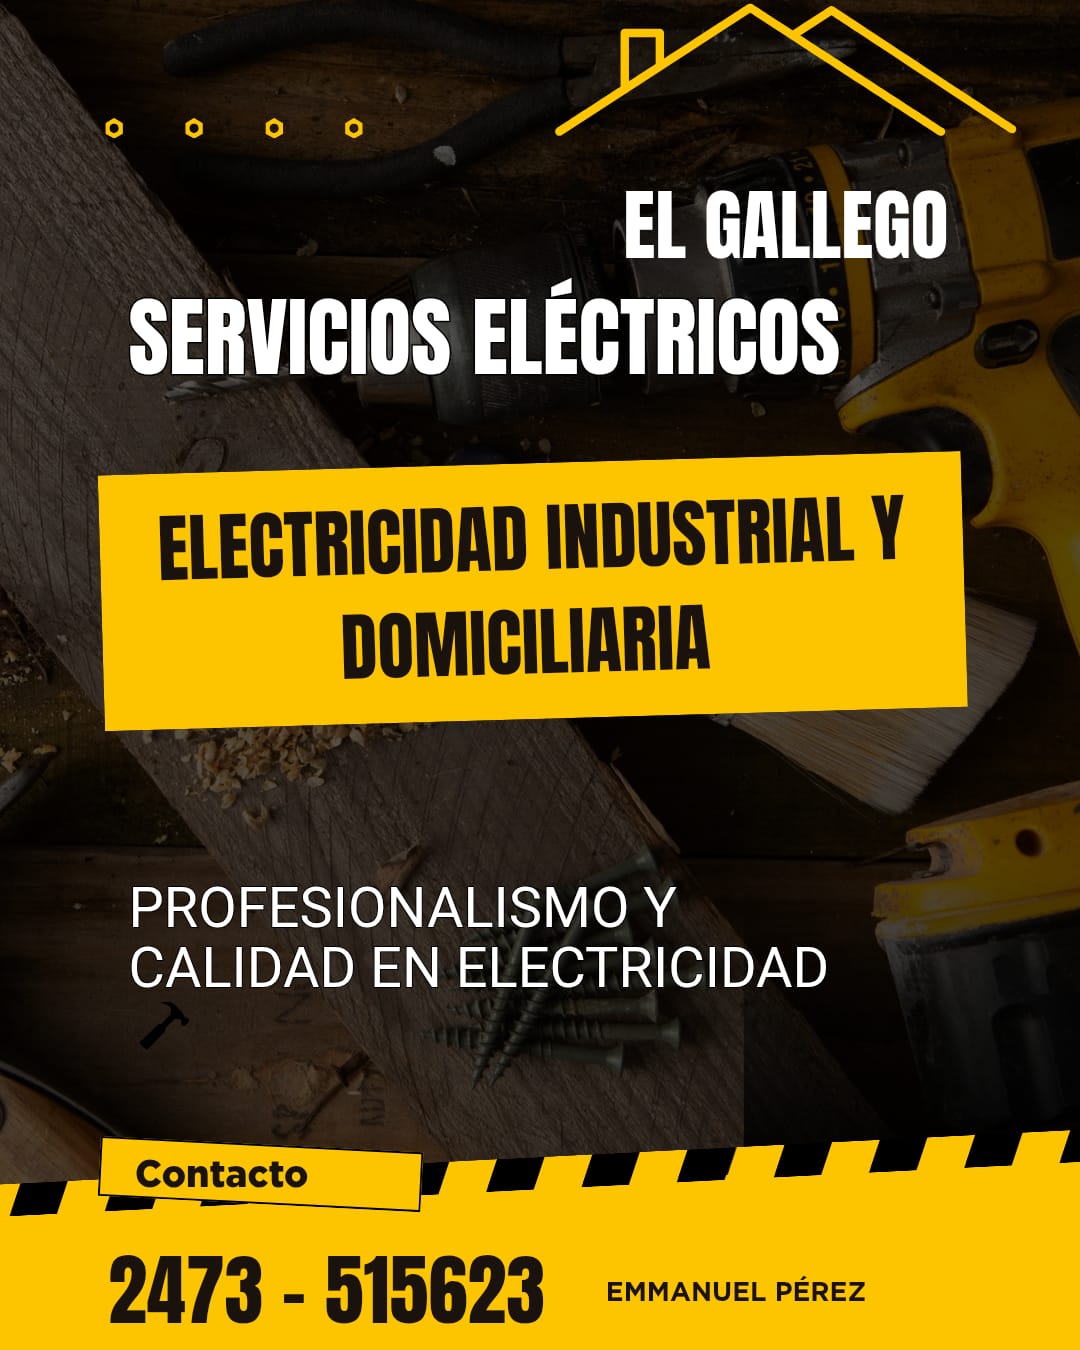 EL GALLEGO
SERVICIOS ELÉCTRICOS
ELECTRICIDAD INDUSTRIAL Y
DOMICILIARIA
PROFESIONALISMO Y
CALIDAD EN ELECTRICIDAD
Contacto
2473 - 515623
EMMANUEL PÉREZ